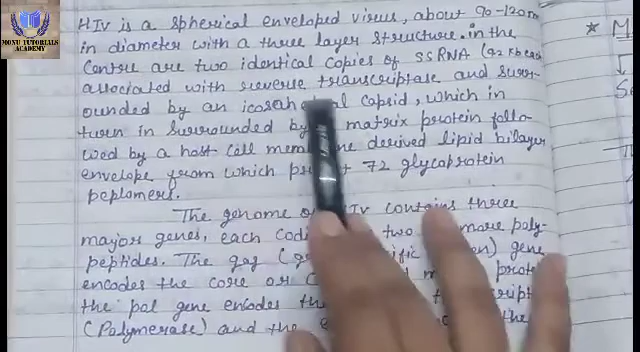 MONU TUTORIALS
ACADEMY
HIV is a spherical enveloped virus, about 90-120nm
in diameter with a three layer structure. in the
Centre are two identical copies of SSRNA (92 Kb each
associated with reverse transcriptase and surr-
ounded by an capsid, which in
turn in surrounded by matrix protein follo-
wed by a host cell derived lipid bilayer
envelope from which 72 glycoprotein
peplomers.
The genome HIV contains three
major genes, each two more poly-
peptides. The gag gene
encodes the core or
the pol gene encodes
(Polymerase) and the the
★